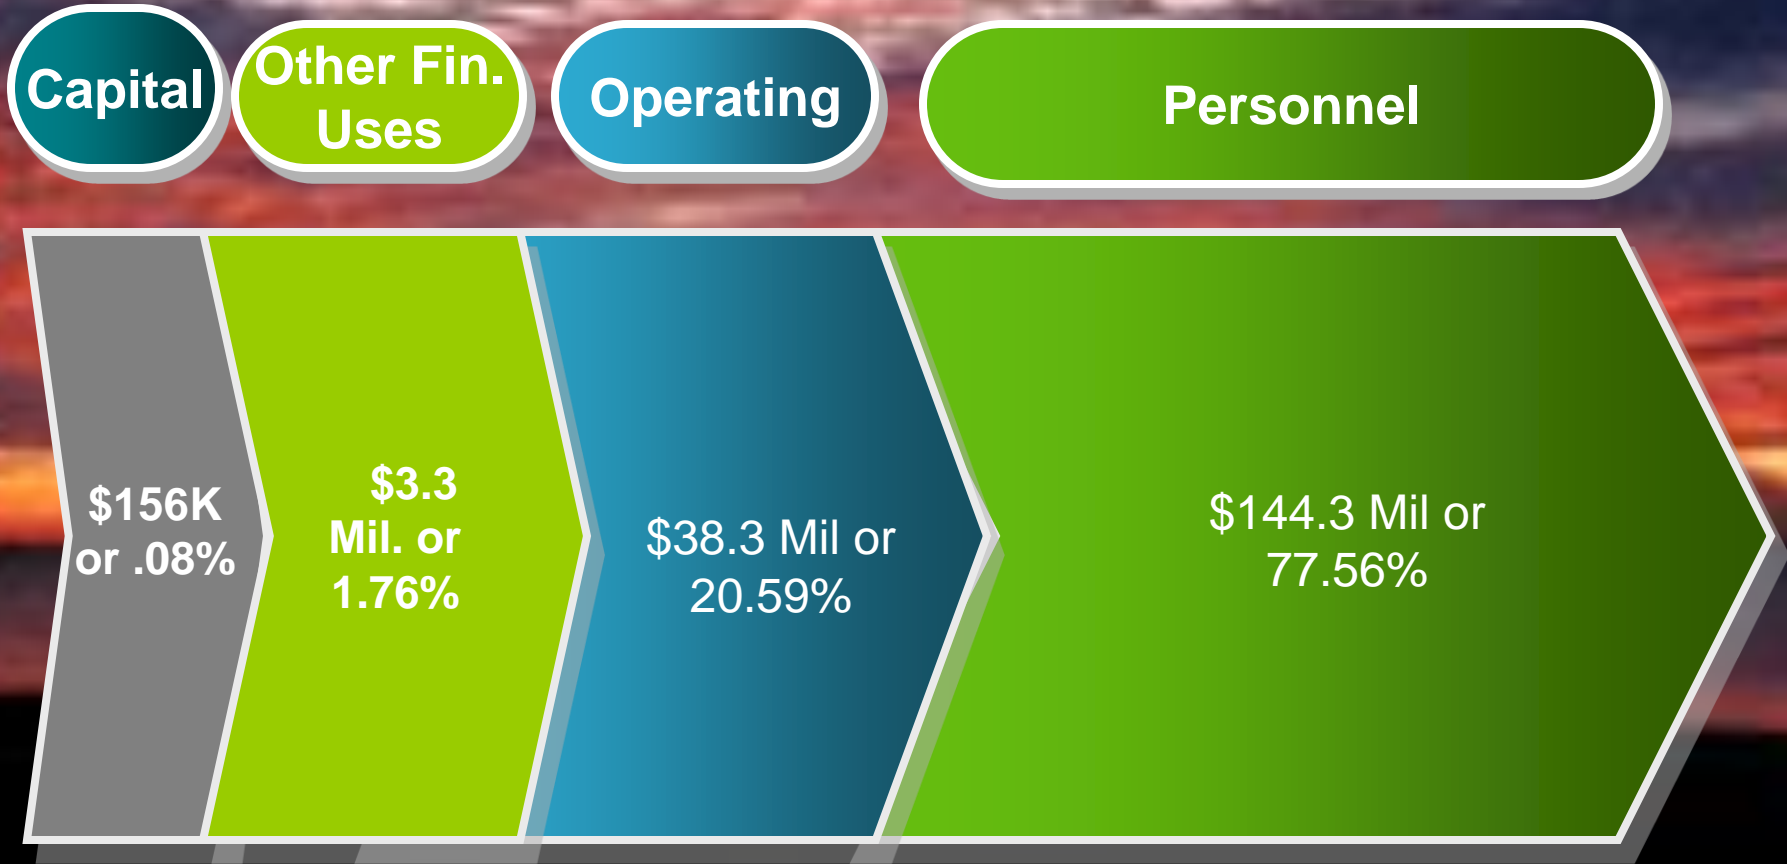 Capital
Other Fin.
Uses
Operating
Personnel
$156K
or .08%
$3.3
Mil. or
1.76%
$38.3 Mil or
20.59%
$144.3 Mil or
77.56%